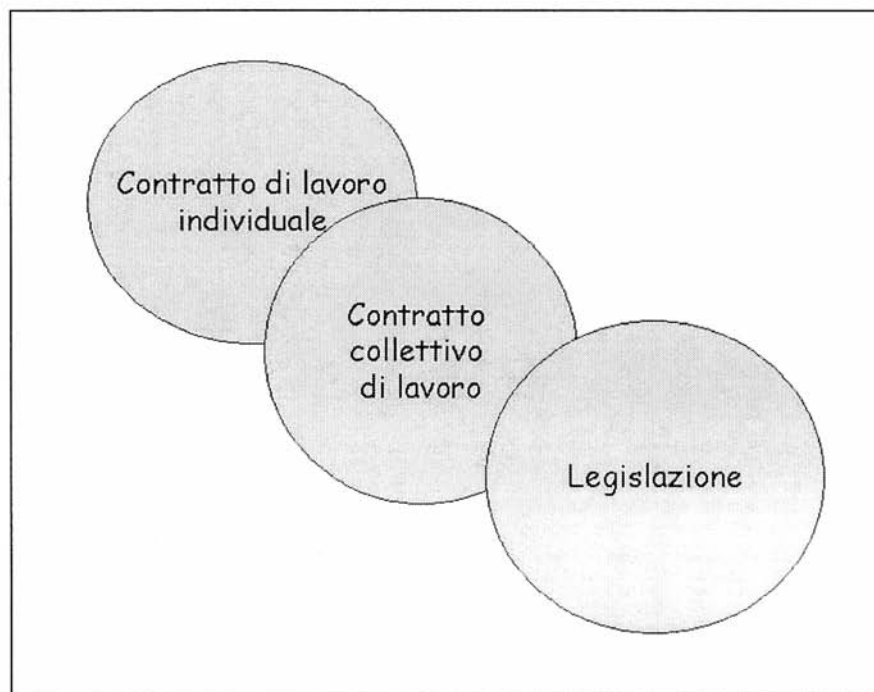 Contratto di lavoro
individuale
Contratto
collettivo
di lavoro
Legislazione